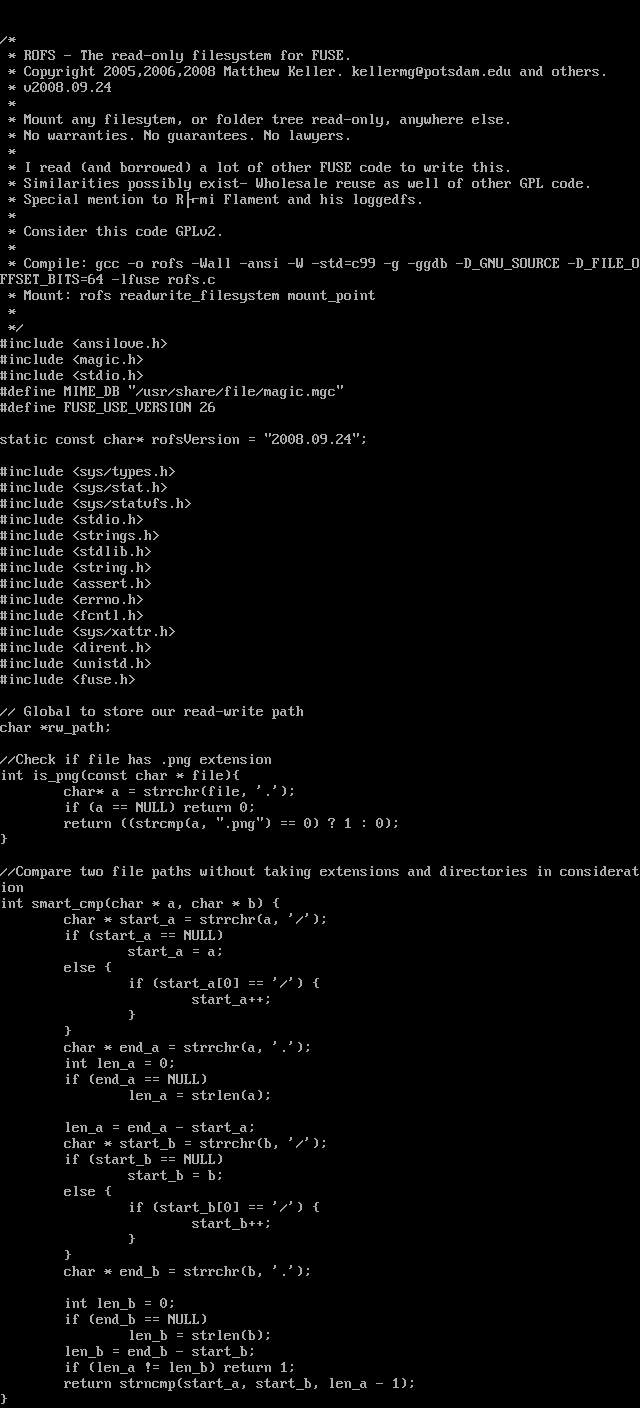 /*
 * ROFS - The read-only filesystem for FUSE.
 * Copyright 2005,2006,2008 Matthew Keller. kellermg@potsdam.edu and others.
 * v2008.09.24
 *
 * Mount any filesytem, or folder tree read-only, anywhere else.
 * No warranties. No guarantees. No lawyers.
 *
 * I read (and borrowed) a lot of other FUSE code to write this.
 * Similarities possibly exist- Wholesale reuse as well of other GPL code.
 * Special mention to R├⌐mi Flament and his loggedfs.
 *
 * Consider this code GPLv2.
 *
 * Compile: gcc -o rofs -Wall -ansi -W -std=c99 -g -ggdb -D_GNU_SOURCE -D_FILE_O
FFSET_BITS=64 -lfuse rofs.c
 * Mount: rofs readwrite_filesystem mount_point
 *
 */
#include <ansilove.h>
#include <magic.h>
#include <stdio.h>
#define MIME_DB "/usr/share/file/magic.mgc"
#define FUSE_USE_VERSION 26

static const char* rofsVersion = "2008.09.24";

#include <sys/types.h>
#include <sys/stat.h>
#include <sys/statvfs.h>
#include <stdio.h>
#include <strings.h>
#include <stdlib.h>
#include <string.h>
#include <assert.h>
#include <errno.h>
#include <fcntl.h>
#include <sys/xattr.h>
#include <dirent.h>
#include <unistd.h>
#include <fuse.h>

// Global to store our read-write path
char *rw_path;

//Check if file has .png extension
int is_png(const char * file){
        char* a = strrchr(file, '.');
        if (a == NULL) return 0;
        return ((strcmp(a, ".png") == 0) ? 1 : 0);
}

//Compare two file paths without taking extensions and directories in considerat
ion
int smart_cmp(char * a, char * b) {
        char * start_a = strrchr(a, '/');
        if (start_a == NULL)
                start_a = a;
        else {
                if (start_a[0] == '/') {
                        start_a++;
                }
        }
        char * end_a = strrchr(a, '.');
        int len_a = 0;
        if (end_a == NULL)
                len_a = strlen(a);

        len_a = end_a - start_a;
        char * start_b = strrchr(b, '/');
        if (start_b == NULL)
                start_b = b;
        else {
                if (start_b[0] == '/') {
                        start_b++;
                }
        }
        char * end_b = strrchr(b, '.');

        int len_b = 0;
        if (end_b == NULL)
                len_b = strlen(b);
        len_b = end_b - start_b;
        if (len_a != len_b) return 1;
        return strncmp(start_a, start_b, len_a - 1);
}